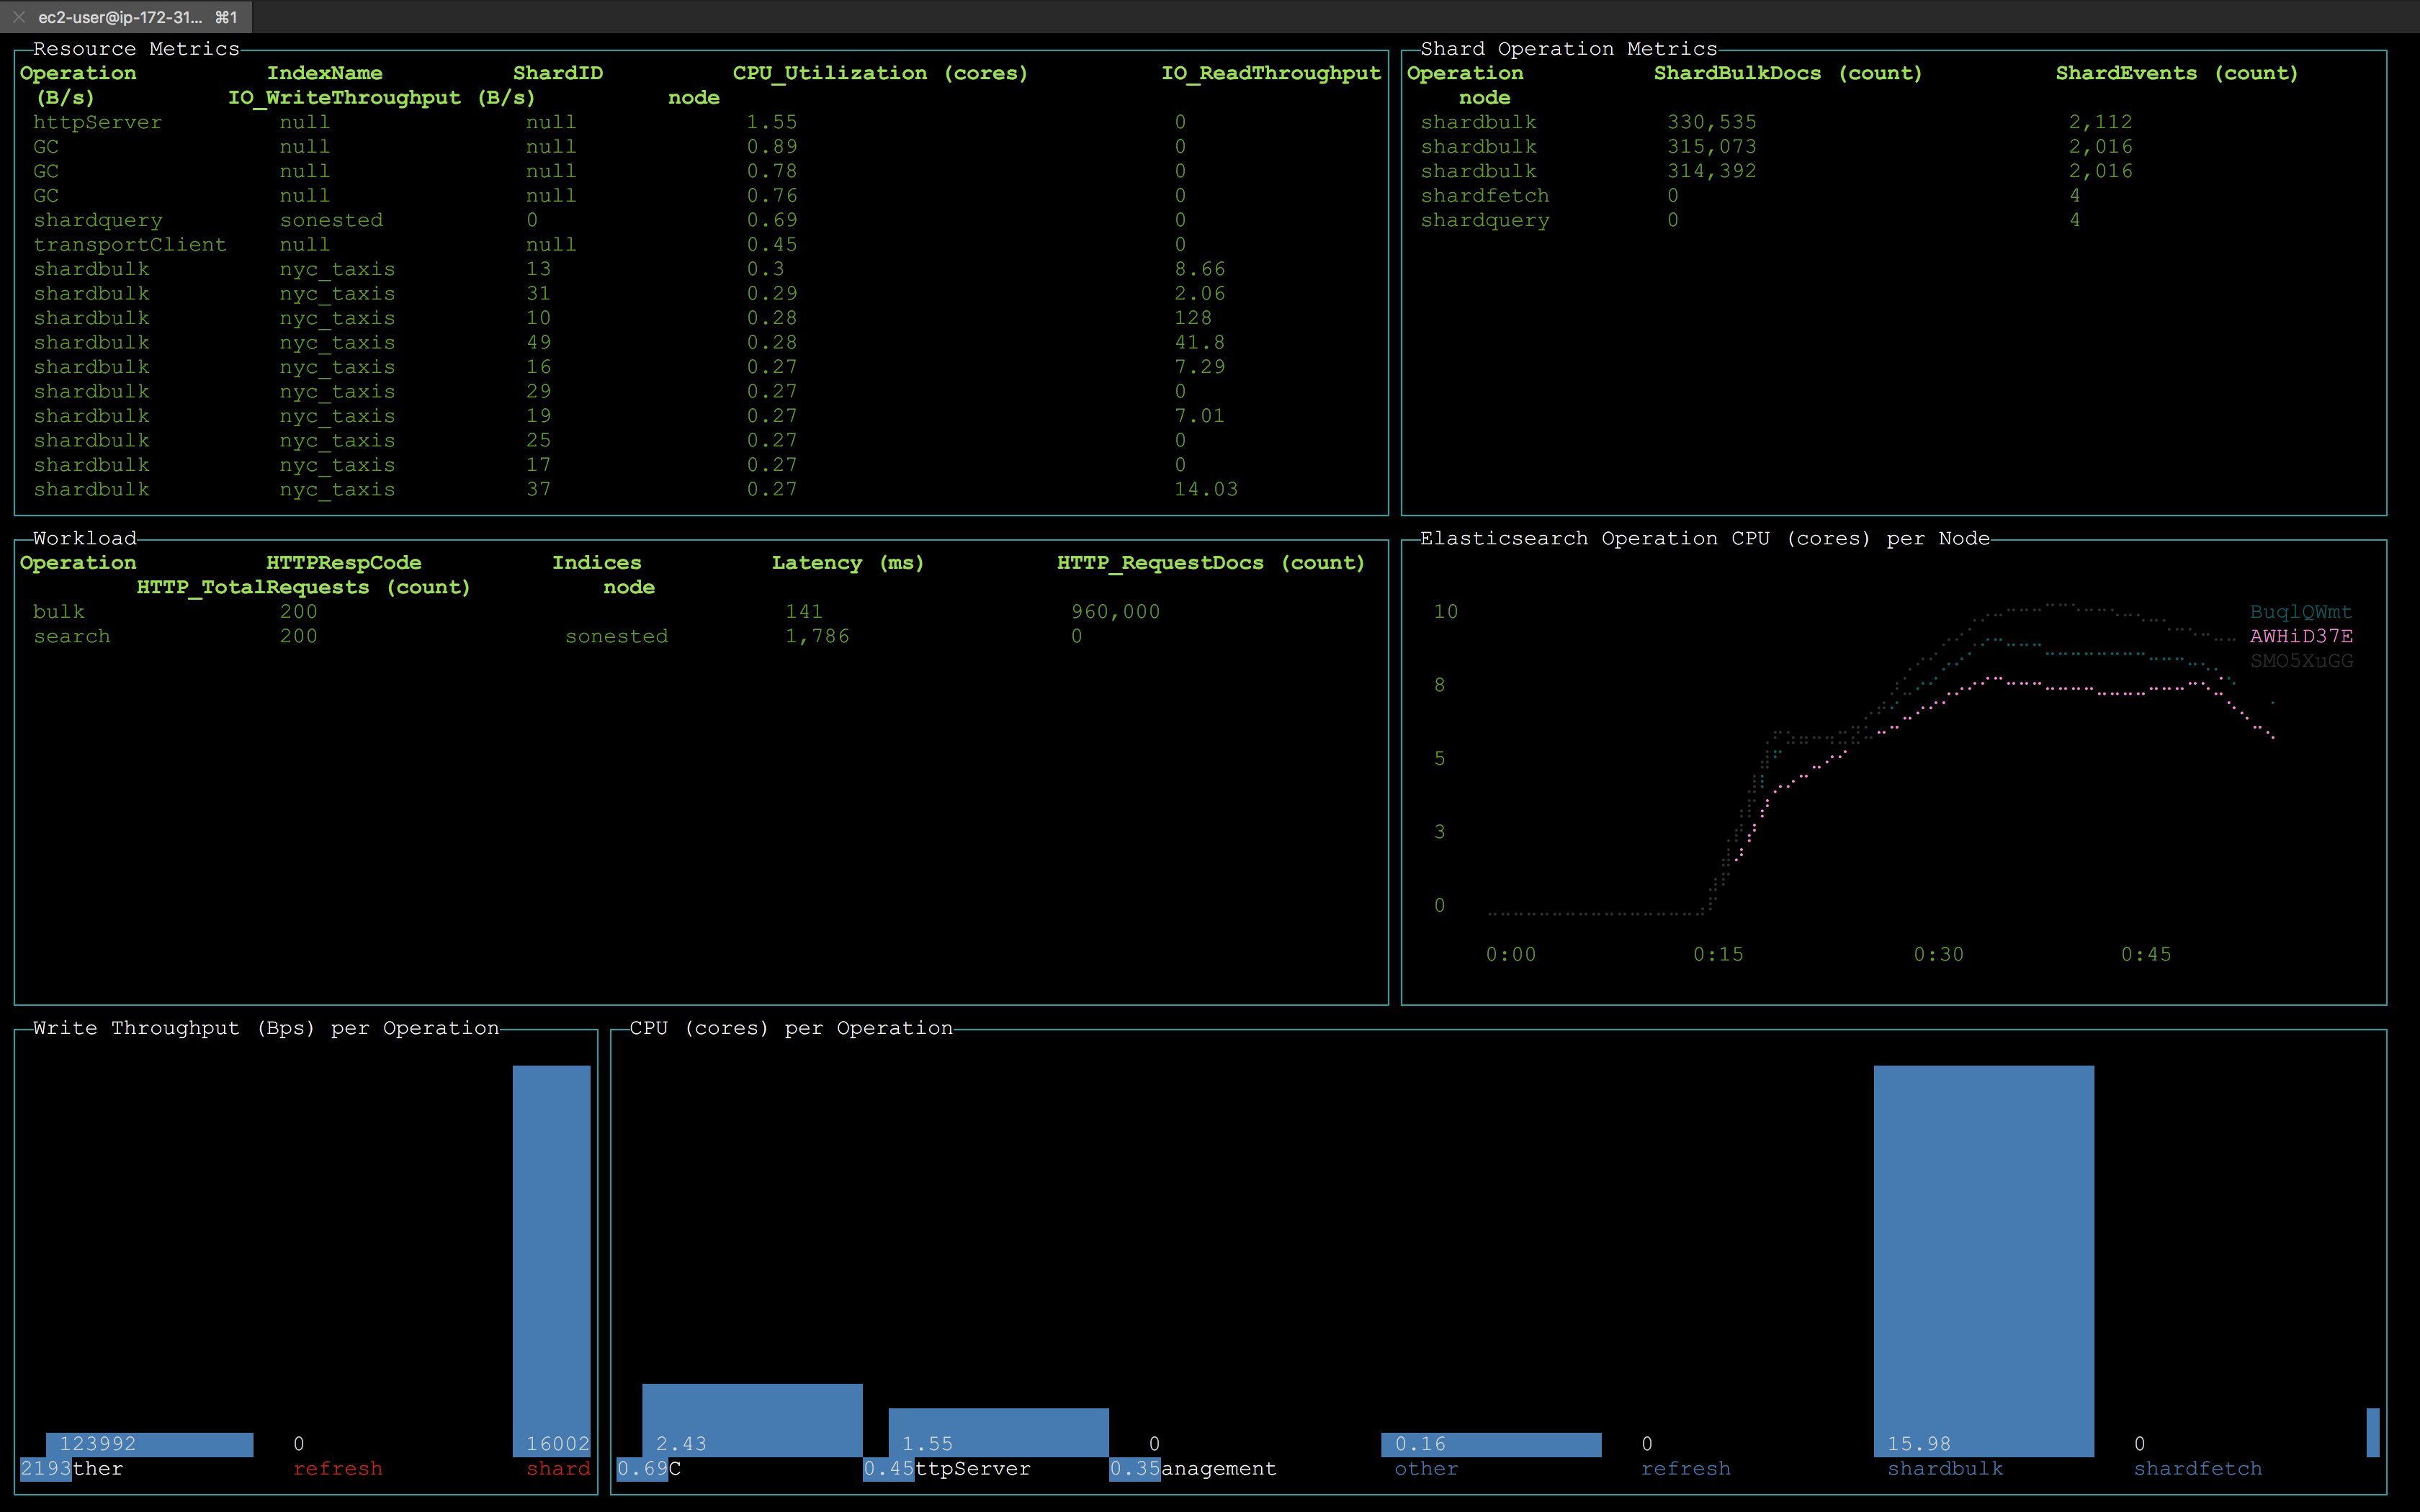 ec2-user@ip-172-31... ⌘1
Resource Metrics
Operation IndexName ShardID CPU_Utilization (cores) IO_ReadThroughput
(B/s) IO_WriteThroughput (B/s) node
httpServer null null 1.55 0
GC null null 0.89 0
GC null null 0.78 0
GC null null 0.76 0
shardquery sonested 0 0.69 0
transportClient null null 0.45 0
shardbulk nyc_taxis 13 0.3 8.66
shardbulk nyc_taxis 31 0.29 2.06
shardbulk nyc_taxis 10 0.28 128
shardbulk nyc_taxis 49 0.28 41.8
shardbulk nyc_taxis 16 0.27 7.29
shardbulk nyc_taxis 29 0.27 0
shardbulk nyc_taxis 19 0.27 7.01
shardbulk nyc_taxis 25 0.27 0
shardbulk nyc_taxis 17 0.27 0
shardbulk nyc_taxis 37 0.27 14.03
Shard Operation Metrics
Operation ShardBulkDocs (count) ShardEvents (count)
node
shardbulk 330,535 2,112
shardbulk 315,073 2,016
shardbulk 314,392 2,016
shardfetch 0 4
shardquery 0 4
Workload
Operation HTTPRespCode Indices Latency (ms) HTTP_RequestDocs (count)
HTTP_TotalRequests (count) node
bulk 200 141 960,000
search 200 sonested 1,786 0
Elasticsearch Operation CPU (cores) per Node
10 BuqlQWmt
AWHiD37E
SMO5XuGG
8
5
3
0
0:00 0:15 0:30 0:45
Write Throughput (Bps) per Operation
123992 0 16002
2193ther refresh shard
CPU (cores) per Operation
2.43 1.55 0 0.16 0 15.98 0
0.69C 0.45ttpServer 0.35anagement other refresh shardbulk shardfetch